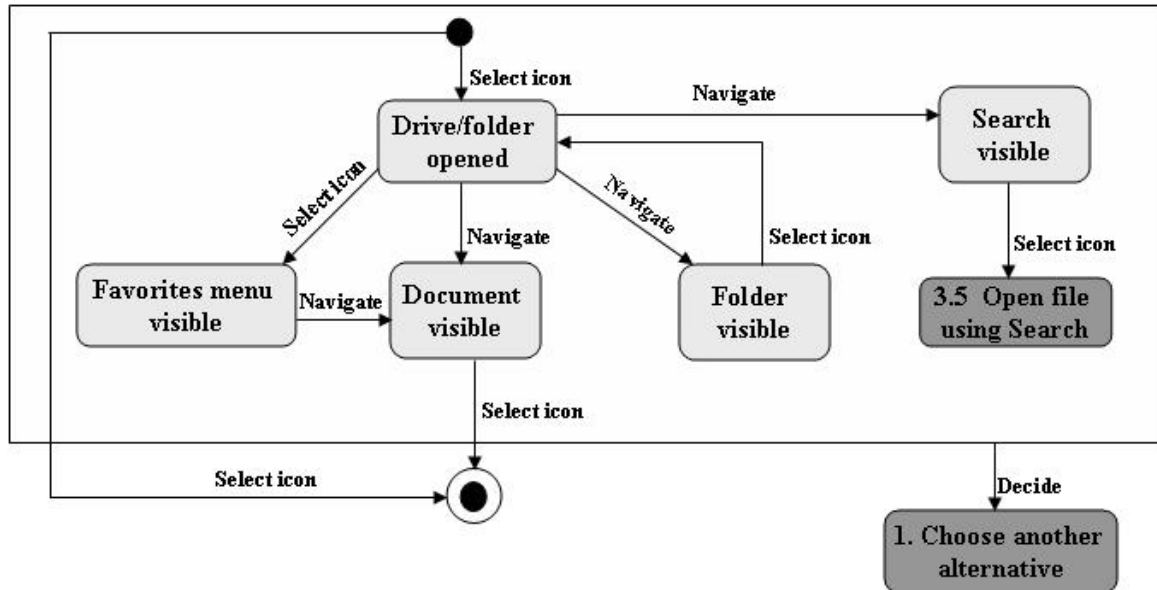 Select icon
Navigate
Drive/folder
opened
Search
visible
Select icon
Navigate
Navigate
Select icon
Select icon
Favorites menu
visible
Navigate
Document
visible
Folder
visible
3.5 Open file
using Search
Select icon
Select icon
Decide
1. Choose another
alternative